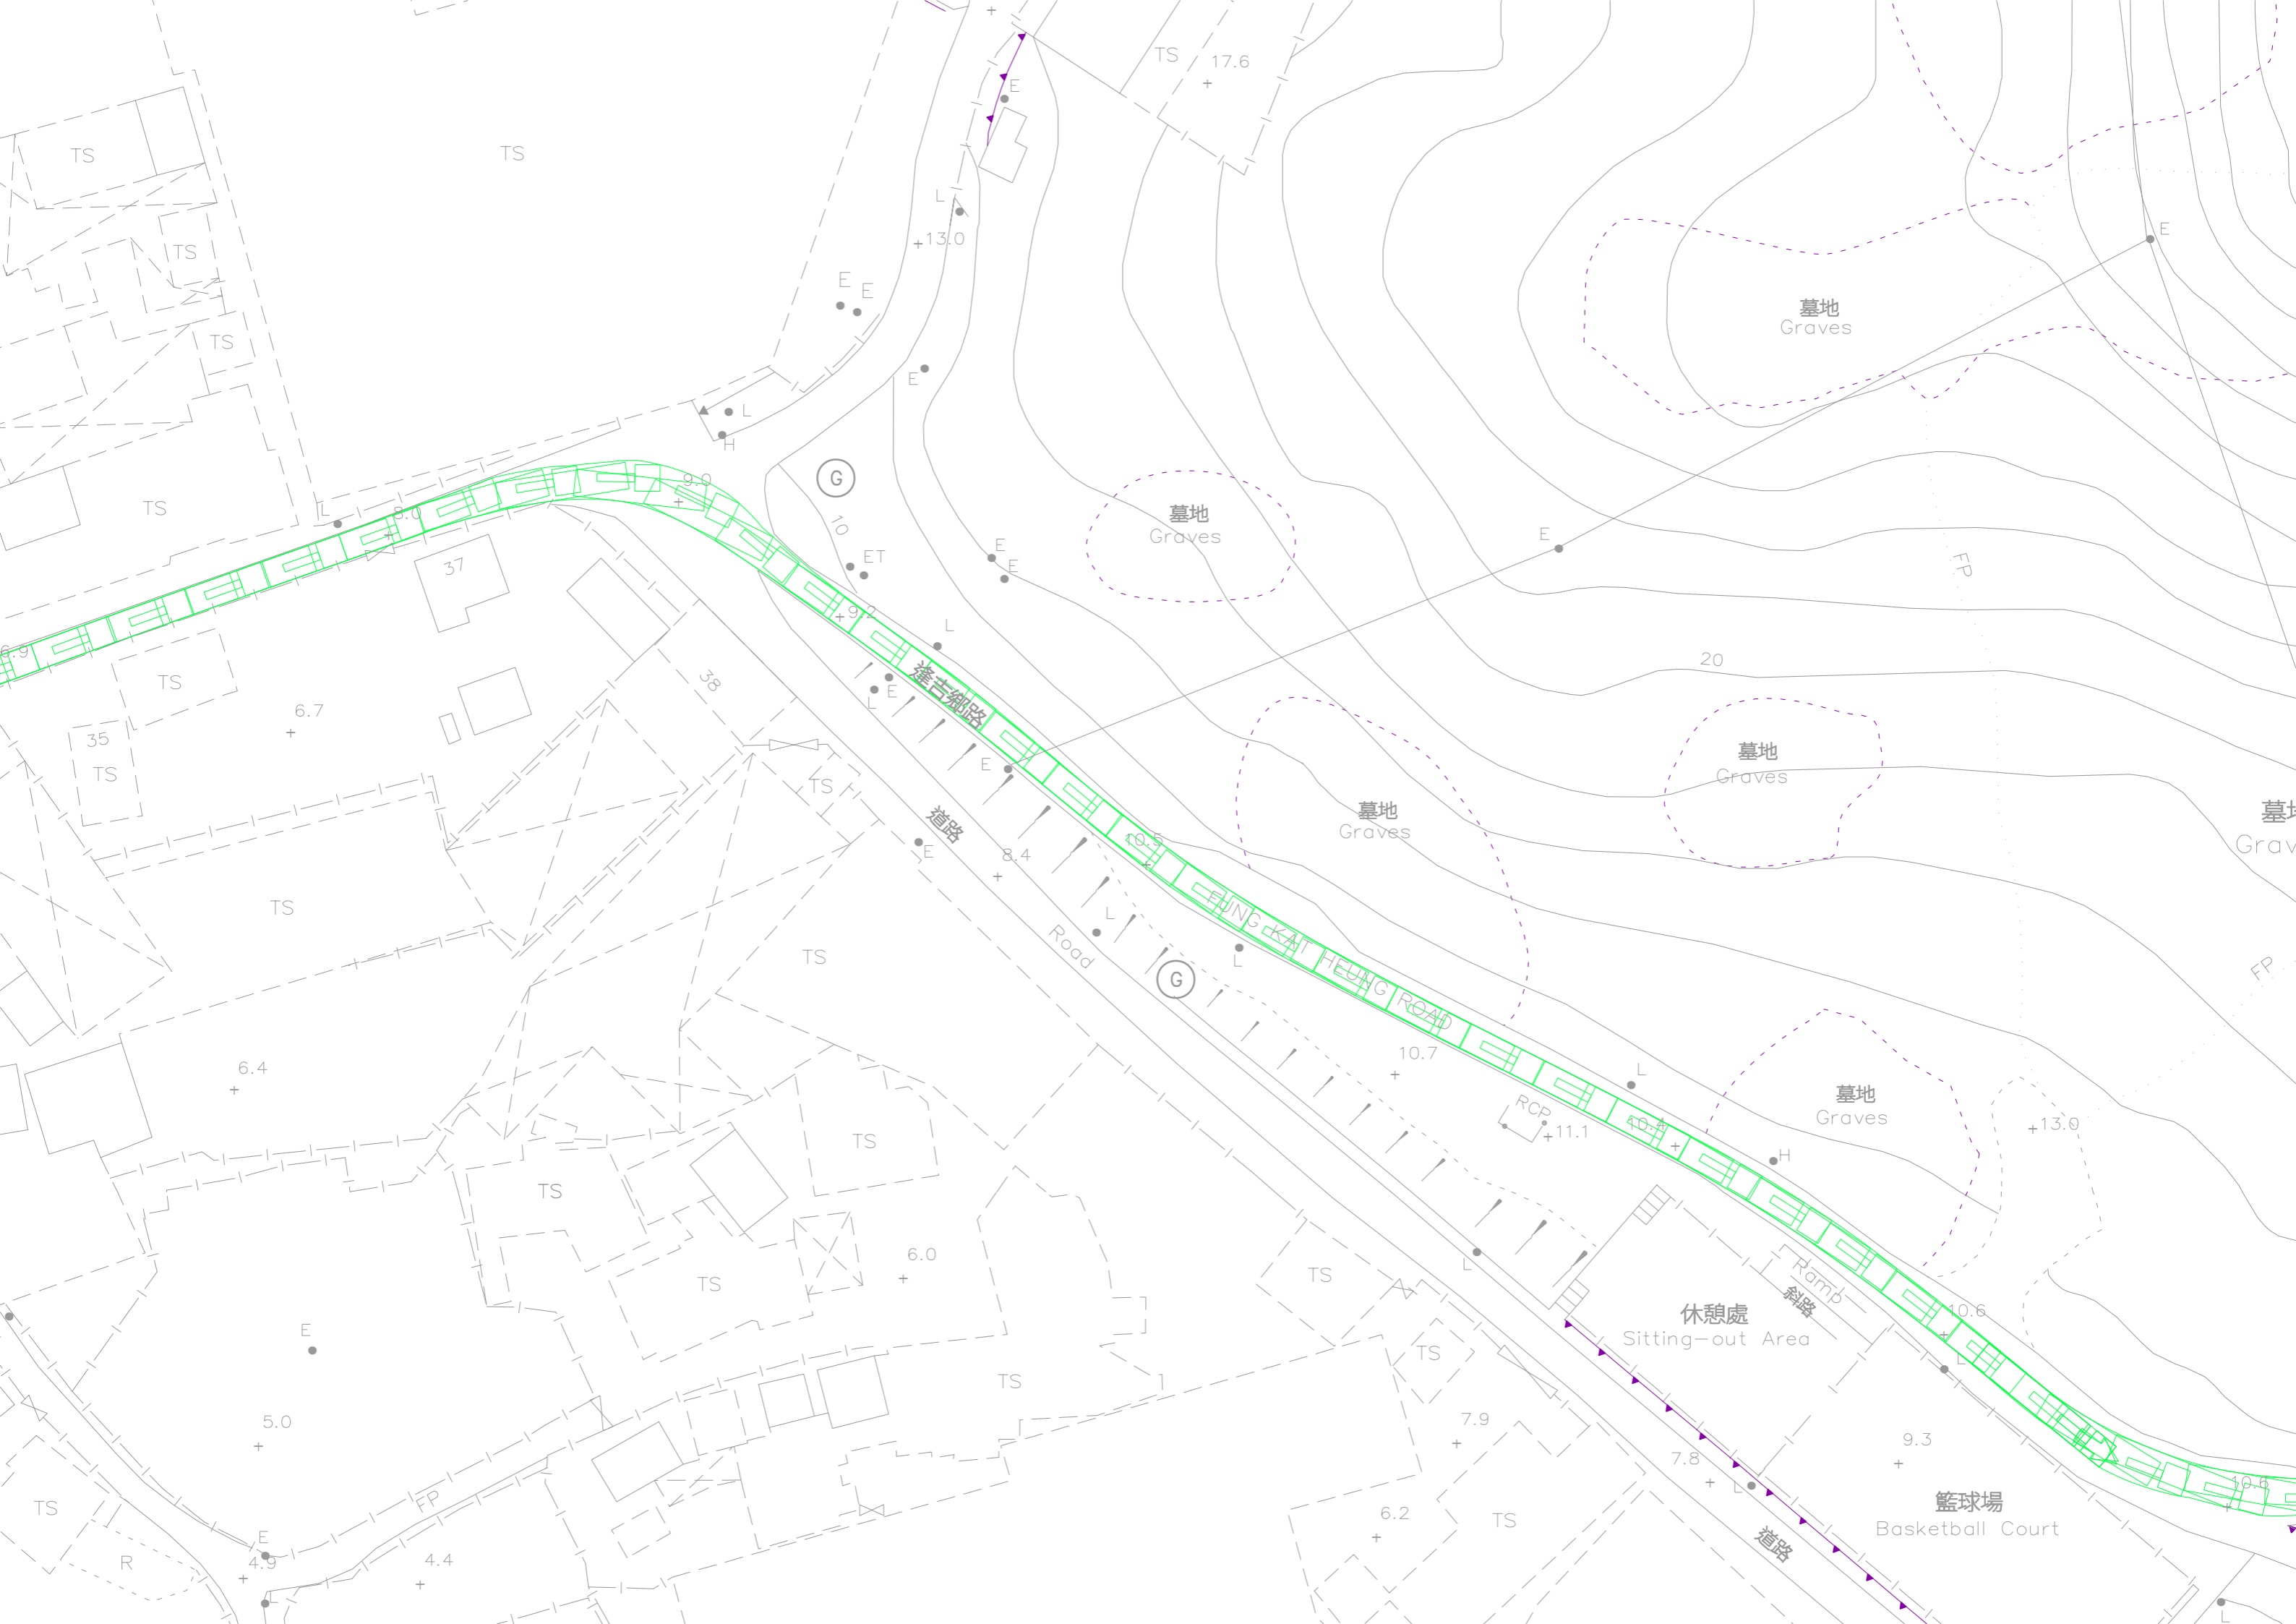 TS
17.6
E
TS
TS
L
13.0
E
TS
E
E
墓地
Graves
TS
E
L
H
9.0
G
墓地
Graves
TS
L
8.0
10
E
E
ET
E
FP
37
9.2
L
6.9
TS
38
逢吉鄉路
E
L
20
6.7
35
TS
E
墓地
Graves
TS
墓地
Graves
道路
10.5
8.4
E
墓地
Grav
TS
L
FUNG KAT HEUNG ROAD
L
Road
TS
G
FP
10.7
6.4
L
墓地
Graves
RCP
11.1
10.4
13.0
TS
H
TS
6.0
L
TS
TS
Ramp
斜路
10.6
休憩處
Sitting-out Area
E
TS
TS
L
5.0
7.9
9.3
7.8
L
10.6
FP
TS
6.2
TS
籃球場
Basketball Court
道路
E
4.9
R
4.4
L
L